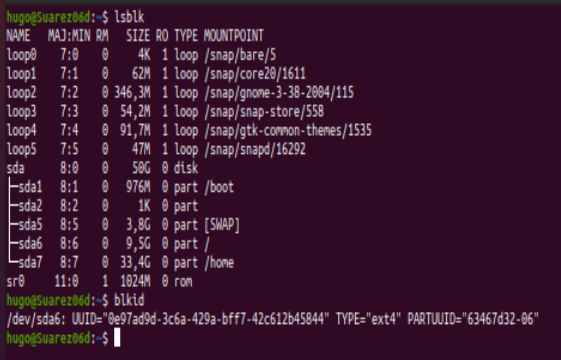 hugo@Suarez06d:~$ lsblk
NAME   MAJ:MIN RM   SIZE RO TYPE MOUNTPOINT
loop0    7:0    0     4K  1 loop /snap/bare/5
loop1    7:1    0    62M  1 loop /snap/core20/1611
loop2    7:2    0 346,3M  1 loop /snap/gnome-3-38-2004/115
loop3    7:3    0  54,2M  1 loop /snap/snap-store/558
loop4    7:4    0  91,7M  1 loop /snap/gtk-common-themes/1535
loop5    7:5    0    47M  1 loop /snap/snapd/16292
sda      8:0    0    50G  0 disk
├─sda1   8:1    0   976M  0 part /boot
├─sda2   8:2    0     1K  0 part
├─sda5   8:5    0   3,8G  0 part [SWAP]
├─sda6   8:6    0   9,5G  0 part /
└─sda7   8:7    0  33,4G  0 part /home
sr0     11:0    1  1024M  0 rom
hugo@Suarez06d:~$ blkid
/dev/sda6: UUID="0e97ad9d-3c6a-429a-bff7-42c612b45844" TYPE="ext4" PARTUUID="63467d32-06"
hugo@Suarez06d:~$